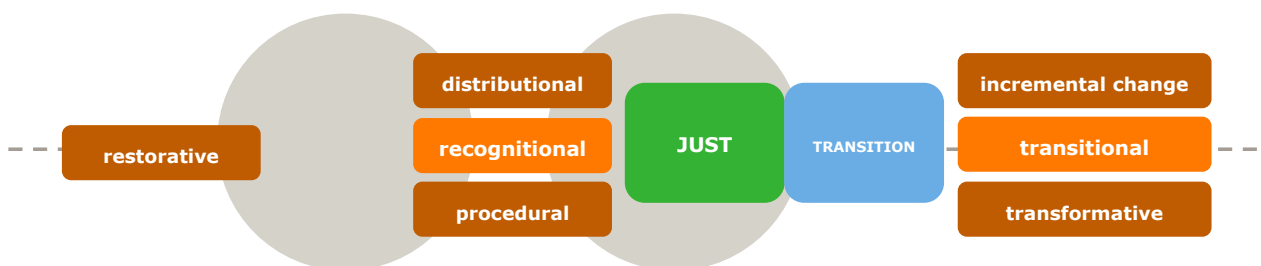 restorative
distributional
recognitional
procedural
JUST
TRANSITION
incremental change
transitional
transformative